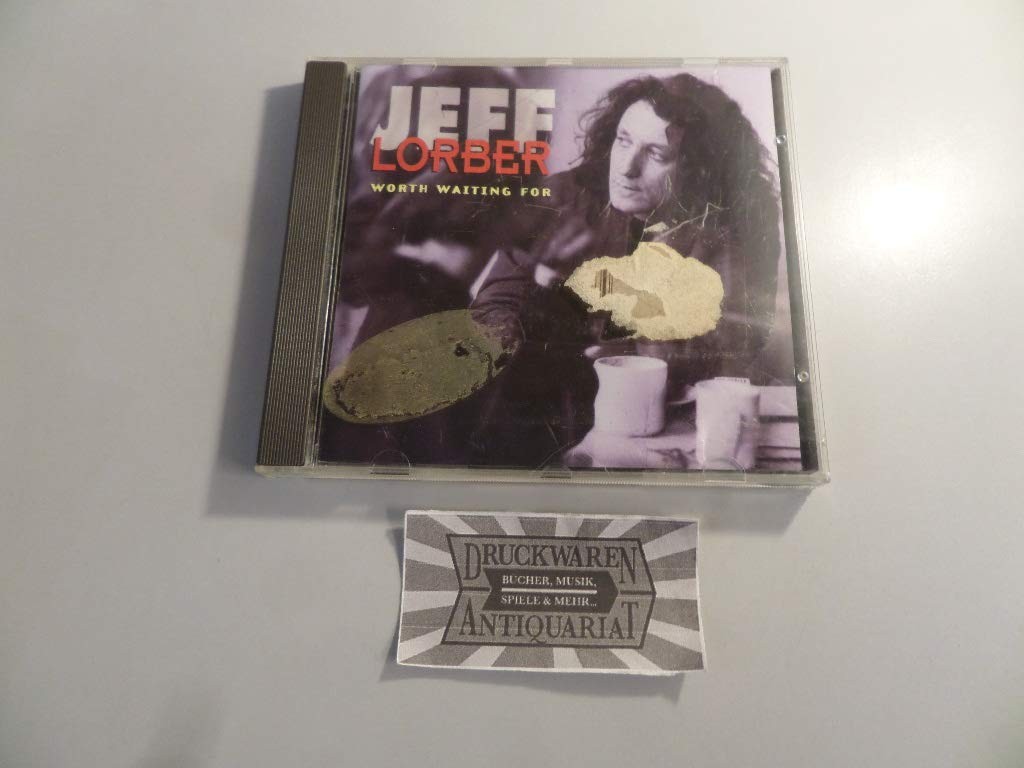 JEFF
LORBER
WORTH WAITING FOR
DRUCKWAREN
BÜCHER, MUSIK,
SPIELE & MEHR...
ANTIQUARIAT